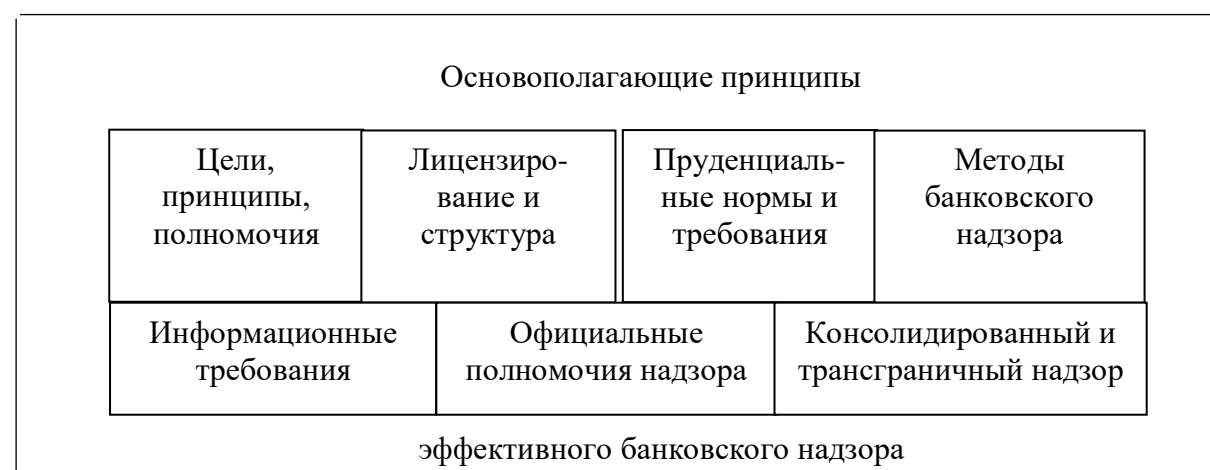 Основополагающие принципы
Цели,
принципы,
полномочия
Лицензиро-
вание и
структура
Пруденциаль-
ные нормы и
требования
Методы
банковского
надзора
Информационные
требования
Официальные
полномочия надзора
Консолидированный и
трансграничный надзор
эффективного банковского надзора